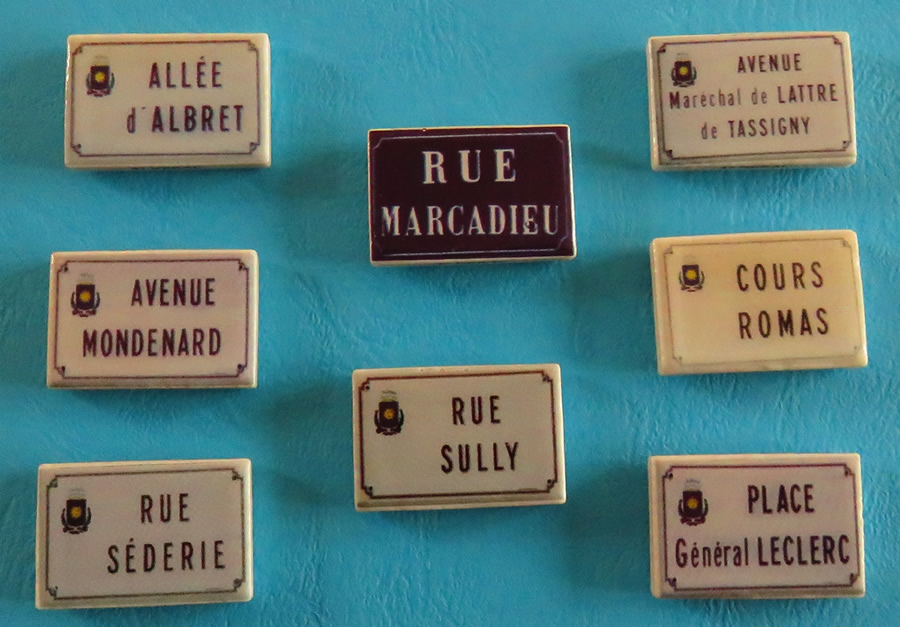 ALLÉE
d'ALBRET
RUE
MARCADIEU
AVENUE
Maréchal de LATTRE
de TASSIGNY
AVENUE
MONDENARD
COURS
ROMAS
RUE
SULLY
RUE
SÉDERIE
PLACE
Général LECLERC